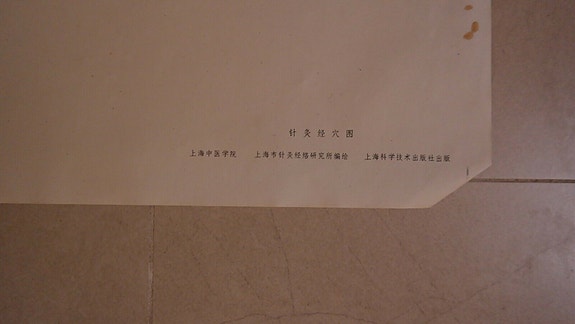 针灸经穴图
上海中医学院 上海市针灸经络研究所编绘 上海科学技术出版社出版